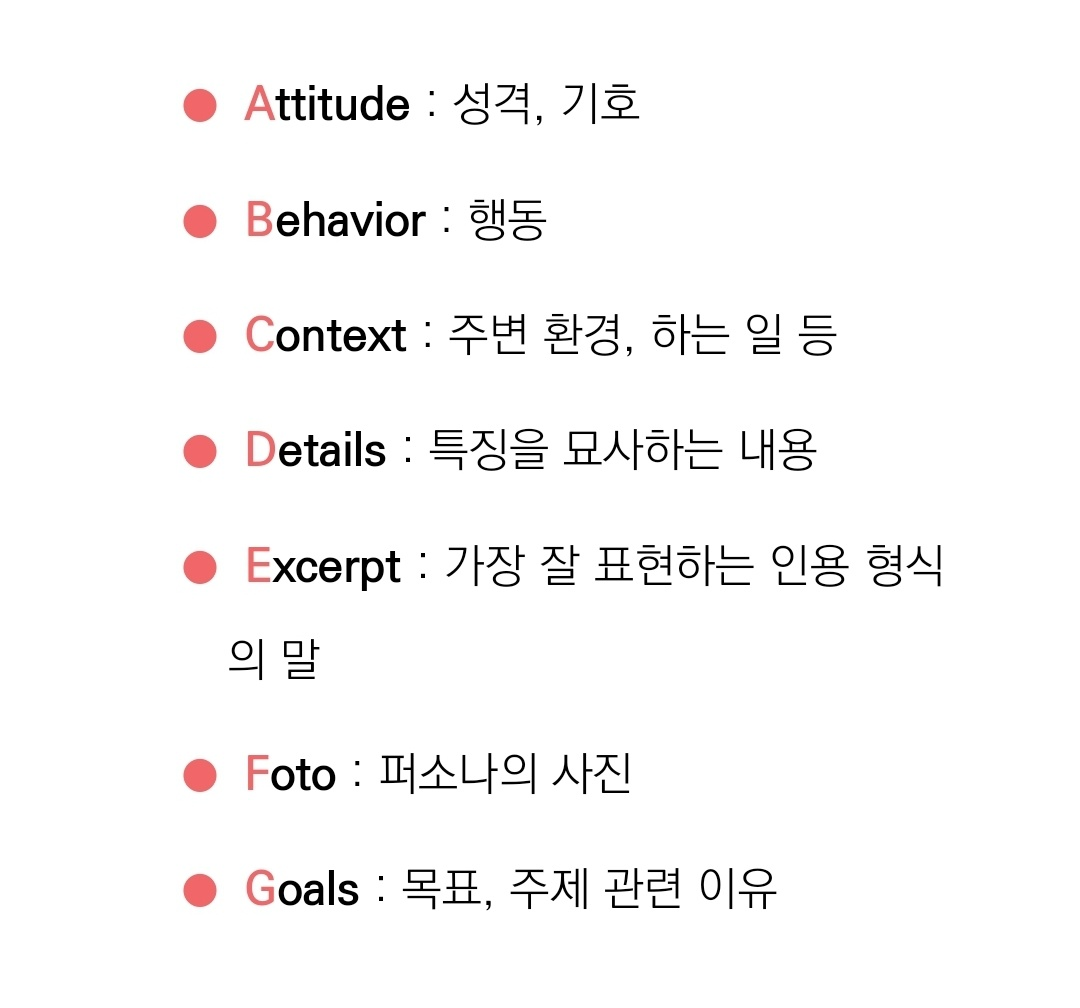 ● Attitude : 성격, 기호
● Behavior : 행동
● Context : 주변 환경, 하는 일 등
● Details : 특징을 묘사하는 내용
● Excerpt : 가장 잘 표현하는 인용 형식
의 말
● Foto : 퍼소나의 사진
● Goals : 목표, 주제 관련 이유